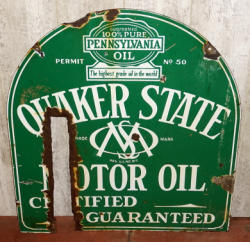 GUARANTEED
100% PURE
PENNSYLVANIA
OIL
PERMIT Nº 50
The highest grade oil in the world
QUAKER STATE
TRADE MARK
MOTOR OIL
CERTIFIED
GUARANTEED